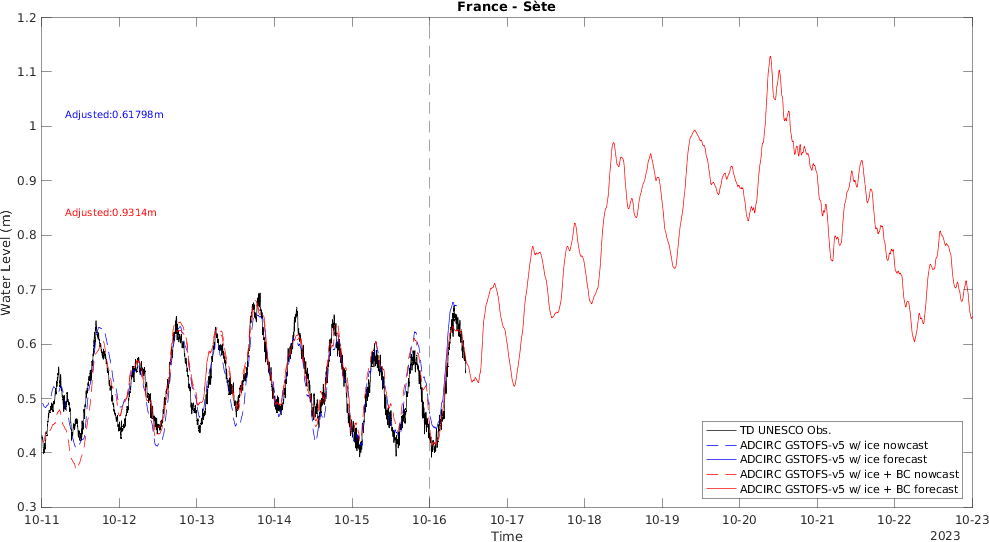 France - Sète
Water Level (m)
1.2
1.1
1
0.9
0.8
0.7
0.6
0.5
0.4
0.3
Adjusted:0.61798m
Adjusted:0.9314m
TD UNESCO Obs.
ADCIRC GSTOFS-v5 w/ ice nowcast
ADCIRC GSTOFS-v5 w/ ice forecast
ADCIRC GSTOFS-v5 w/ ice + BC nowcast
ADCIRC GSTOFS-v5 w/ ice + BC forecast
10-11 10-12 10-13 10-14 10-15 10-16 10-17 10-18 10-19 10-20 10-21 10-22 10-23
Time
2023